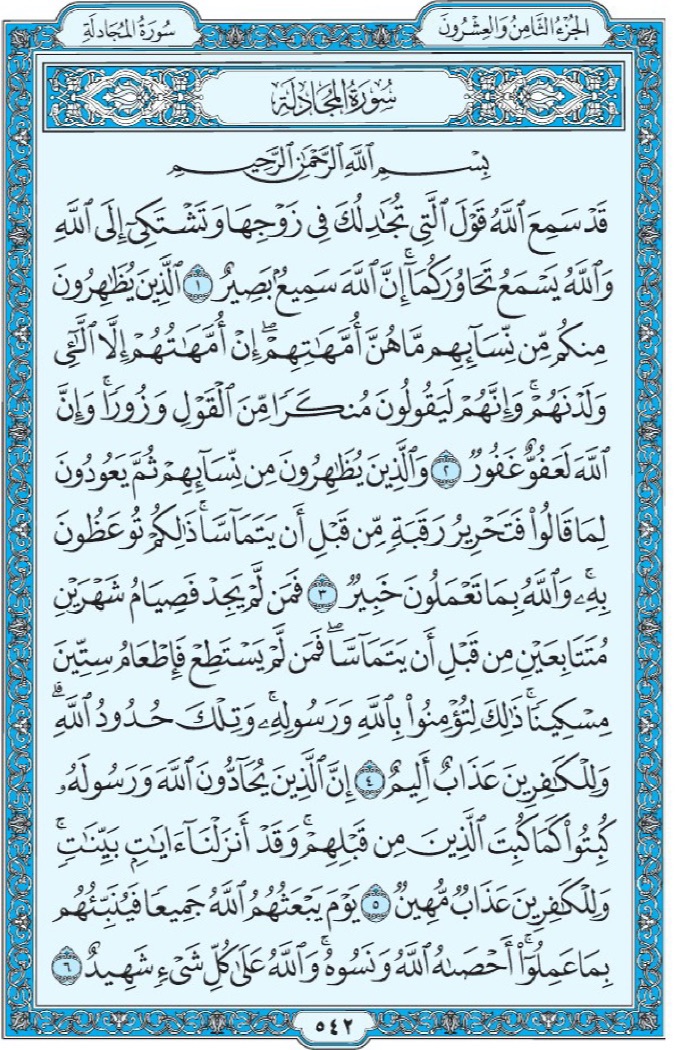 الجُزْءُ الثَّامِنُ وَالعِشْرُونَ
سُورَةُ المُجَادلَةِ
سُورَةُ المُجَادلَةِ
بِسْمِ ٱللَّهِ ٱلرَّحْمَٰنِ ٱلرَّحِيمِ
قَدْ سَمِعَ ٱللَّهُ قَوْلَ ٱلَّتِي تُجَٰدِلُكَ فِي زَوْجِهَا وَتَشْتَكِيٓ إِلَى ٱللَّهِ
وَٱللَّهُ يَسْمَعُ تَحَاوُرَكُمَآۚ إِنَّ ٱللَّهَ سَمِيعُۢ بَصِيرٌ ١ ٱلَّذِينَ يُظَٰهِرُونَ
مِنكُم مِّن نِّسَآئِهِم مَّا هُنَّ أُمَّهَٰتِهِمْۖ إِنْ أُمَّهَٰتُهُمْ إِلَّا ٱلَّٰٓـِٔي
وَلَدْنَهُمْۚ وَإِنَّهُمْ لَيَقُولُونَ مُنكَرًا مِّنَ ٱلْقَوْلِ وَزُورًاۚ وَإِنَّ
ٱللَّهَ لَعَفُوٌّ غَفُورٌ ٢ وَٱلَّذِينَ يُظَٰهِرُونَ مِن نِّسَآئِهِمْ ثُمَّ يَعُودُونَ
لِمَا قَالُوا۟ فَتَحْرِيرُ رَقَبَةٍ مِّن قَبْلِ أَن يَتَمَآسَّاۚ ذَٰلِكُمْ تُوعَظُونَ
بِهِۦۚ وَٱللَّهُ بِمَا تَعْمَلُونَ خَبِيرٌ ٣ فَمَن لَّمْ يَجِدْ فَصِيَامُ شَهْرَيْنِ
مُتَتَابِعَيْنِ مِن قَبْلِ أَن يَتَمَآسَّاۖ فَمَن لَّمْ يَسْتَطِعْ فَإِطْعَامُ سِتِّينَ
مِسْكِينًاۚ ذَٰلِكَ لِتُؤْمِنُوا۟ بِٱللَّهِ وَرَسُولِهِۦۚ وَتِلْكَ حُدُودُ ٱللَّهِۗ
وَلِلْكَٰفِرِينَ عَذَابٌ أَلِيمٌ ٤ إِنَّ ٱلَّذِينَ يُحَآدُّونَ ٱللَّهَ وَرَسُولَهُۥ
كُبِتُوا۟ كَمَا كُبِتَ ٱلَّذِينَ مِن قَبْلِهِمْۚ وَقَدْ أَنزَلْنَآ ءَايَٰتٍۭ بَيِّنَٰتٍۚ
وَلِلْكَٰفِرِينَ عَذَابٌ مُّهِينٌ ٥ يَوْمَ يَبْعَثُهُمُ ٱللَّهُ جَمِيعًا فَيُنَبِّئُهُم
بِمَا عَمِلُوٓا۟ۚ أَحْصَىٰهُ ٱللَّهُ وَنَسُوهُۚ وَٱللَّهُ عَلَىٰ كُلِّ شَيْءٍ شَهِيدٌ ٦
٥٤٢